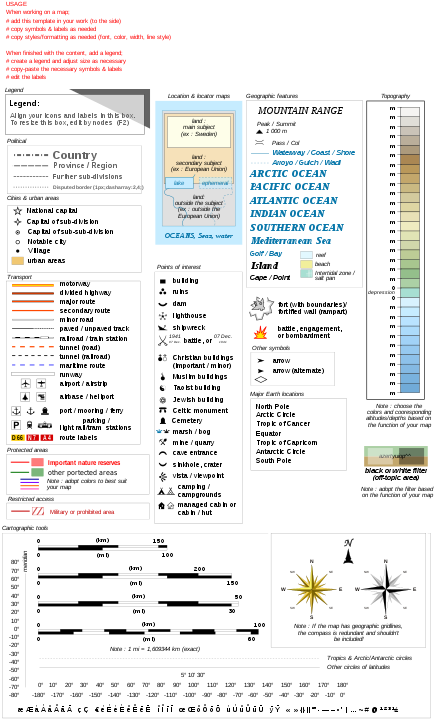 USAGE
When working on a map:
# add this template in your work (to the side)
# copy symbols & labels as needed
# copy styles/formatting as needed (font, color, width, line style)
When finished with the content, add a legend:
# create a legend and adjust size as necessary
# copy-paste the necessary symbols & labels
# edit the labels
Legend
Legend:
Align your icons and labels in this box,
To resize this box, edit by nodes (F2)
Political
Country
Province / Region
Further sub-divisions
Disputed border (1px; dasharray:3,4;)
Cities & urban areas
National capital
Capital of sub-division
Capital of sub-sub-division
Notable city
Village
urban areas
Transport
motorway
divided highway
major route
secondary route
minor road
paved / unpaved track
railroad / train station
tunnel (road)
tunnel (railroad)
maritime route
runway
airport / airstrip
airbase / heliport
port / mooring / ferry
parking /
light rail/tram stations
D66 N7 A4 route labels
Protected areas
Important nature reserves
other protected areas
Note : adopt colors to best suit
your map
Restricted access
Military or prohibited area
Location & locator maps
land :
main subject
(ex : Sweden)
land :
secondary subject
(ex : European Union)
lake
ephemeral
land:
outside the subject
(ex : outside the
European Union)
OCEANS, Seas, water
Points of interest
building
ruins
dam
lighthouse
shipwreck
1941 battle, or 07 Dec.
Christian buildings
(important / minor)
Muslim buildings
Taoist building
Jewish building
Celtic monument
Cemetery
marsh / bog
mine / quarry
cave entrance
sinkhole, crater
vista / viewpoint
camping /
campgrounds
managed cabin or
cabin / hut
Geographic features
MOUNTAIN RANGE
Peak / Summit
1 000 m
Pass / Col
Waterway / Coast / Shore
Arroyo / Gulch / Wadi
ARCTIC OCEAN
PACIFIC OCEAN
ATLANTIC OCEAN
INDIAN OCEAN
SOUTHERN OCEAN
Mediterranean Sea
Golf / Bay
Island
Cape / Point
reef
beach
intertidal zone /
salt pan
fort (with boundaries)/
fortified wall (rampart)
battle, engagement,
or bombardment
Other symbols
arrow
arrow (alternate)
Major Earth locations
North Pole
Arctic Circle
Tropic of Cancer
Equator
Tropic of Capricorn
Antarctic Circle
South Pole
Topography
depression
Note : choose the
colors and cooresponding
altitudes/depths based on
the function of your map
black or white filter
(off-topic area)
Note : adopt the filter based
on the function of your map
Cartographic tools
meridian
80°
70°
60°
50°
40°
30°
20°
10°
0°
-10°
-20°
-30°
-40°
-50°
-60°
-70°
-80°
0 (km) 150
0 (mi) 100
0 (km) 200
0 (mi) 150
0 (km) 50
0 (mi) 30
0 (km) 100
0 (mi) 60
Note : 1 mi = 1,609344 km (exact)
N
N
W E
S
N
W E
S
Note : If the map has geographic gridlines,
the compass is redundant and shouldn't
be included!
Tropics & Arctic/Antarctic circles
Other circles of latitudes
5° 10' 30"
0° 10° 20° 30° 40° 50° 60° 70° 80° 90° 100° 110° 120° 130° 140° 150° 160° 170° 180°
-180° -170° -160° -150° -140° -130° -120° -110° -100° -90° -80° -70° -60° -50° -40° -30° -20° -10° 0°